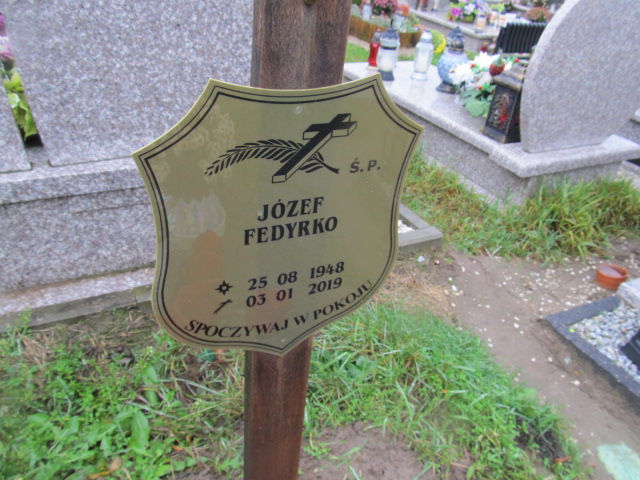 Ś.P.
JÓZEF
FEDYRKO
25 08 1948
03 01 2019
SPOCZYWAJ W POKOJU